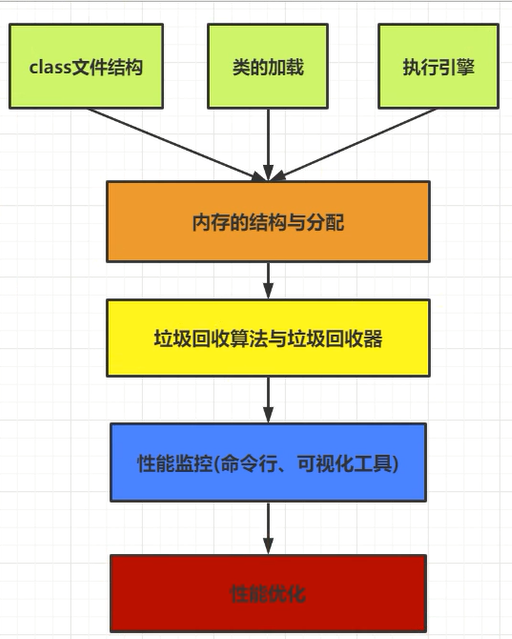 class文件结构
类的加载
执行引擎
内存的结构与分配
垃圾回收算法与垃圾回收器
性能监控(命令行、可视化工具)
性能优化